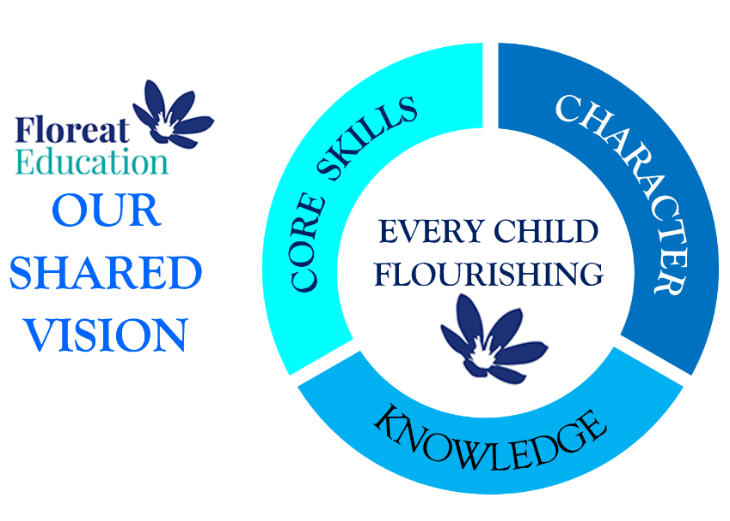 Floreat
Education
OUR
SHARED
VISION
CORE SKILLS
CHARACTER
EVERY CHILD
FLOURISHING
KNOWLEDGE